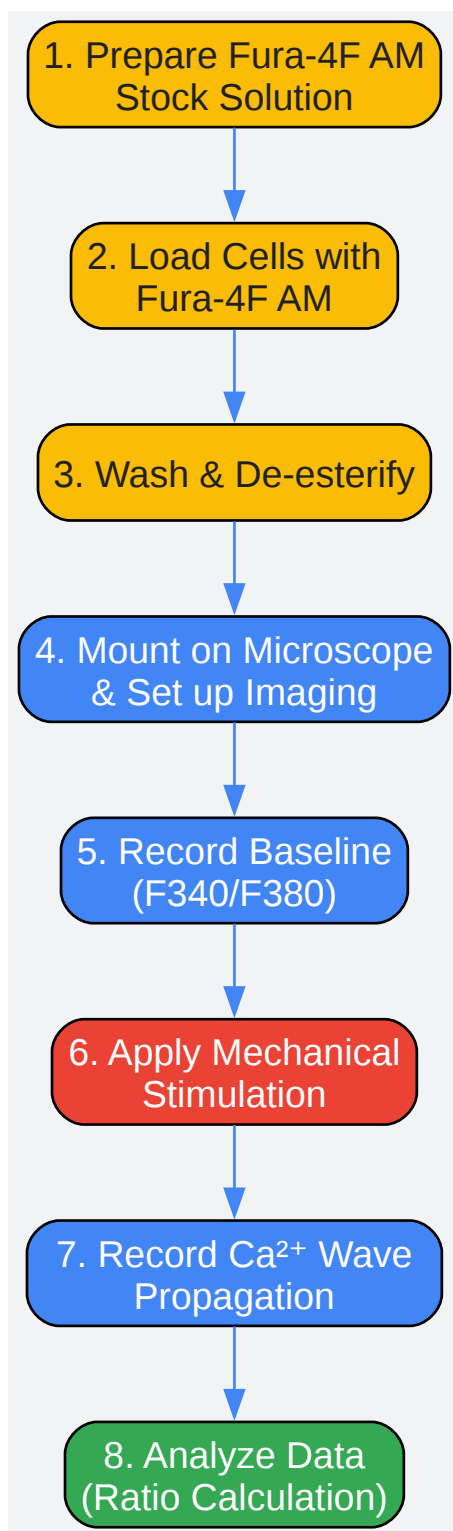 1. Prepare Fura-4F AM
Stock Solution
2. Load Cells with
Fura-4F AM
3. Wash & De-esterify
4. Mount on Microscope
& Set up Imaging
5. Record Baseline
(F340/F380)
6. Apply Mechanical
Stimulation
7. Record Ca²⁺ Wave
Propagation
8. Analyze Data
(Ratio Calculation)